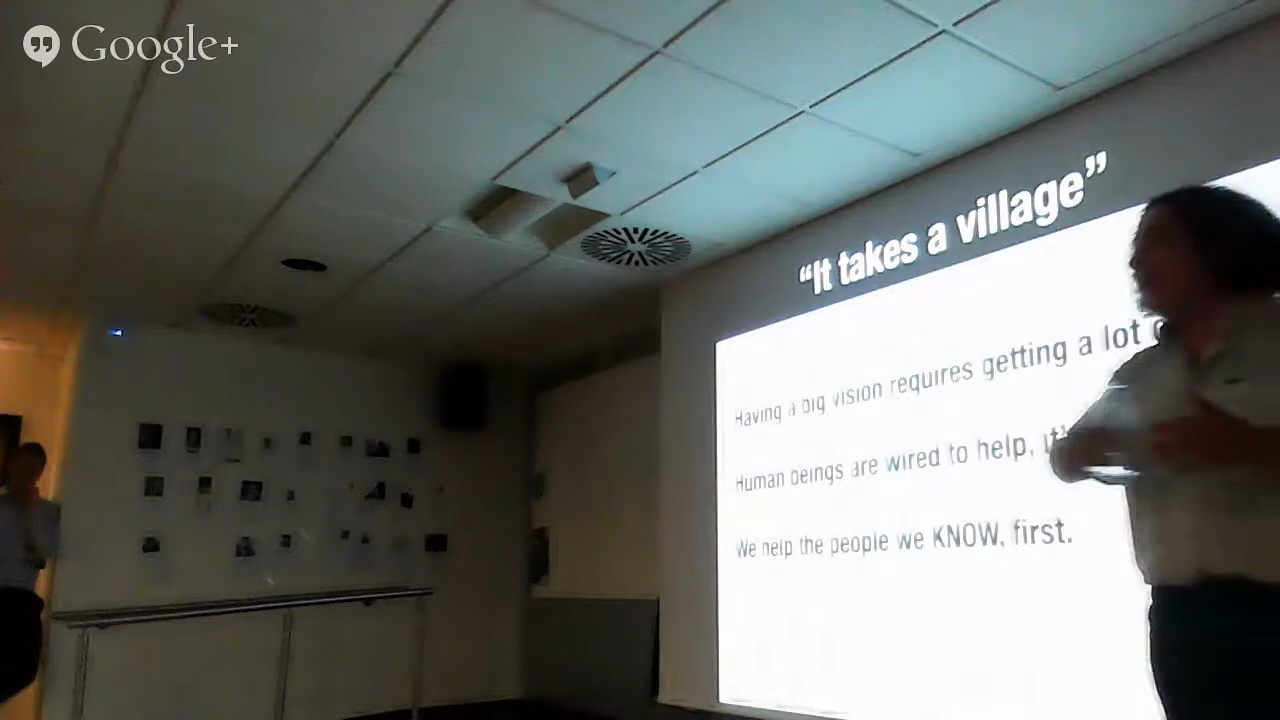 Google+
“It takes a village”
Having a big vision requires getting a lot
Human beings are wired to help,
We help the people we KNOW, first.